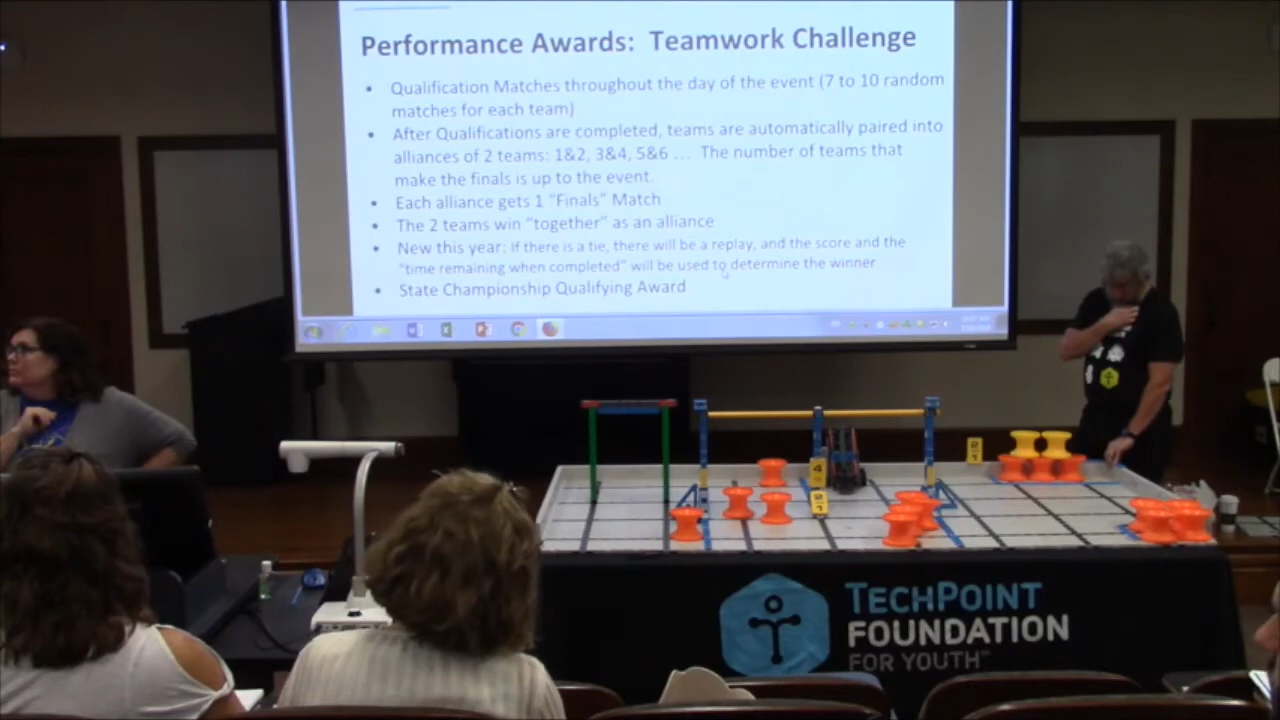 Performance Awards: Teamwork Challenge
• Qualification Matches throughout the day of the event (7 to 10 random
matches for each team)
• After Qualifications are completed, teams are automatically paired into
alliances of 2 teams: 1&2, 3&4, 5&6 ... The number of teams that
make the finals is up to the event.
• Each alliance gets 1 "Finals" Match
• The 2 teams win "together" as an alliance
• New this year: If there is a tie, there will be a replay, and the score and the
"time remaining when completed" will be used to determine the winner
• State Championship Qualifying Award
TECHPOINT
FOUNDATION
FOR YOUTH™